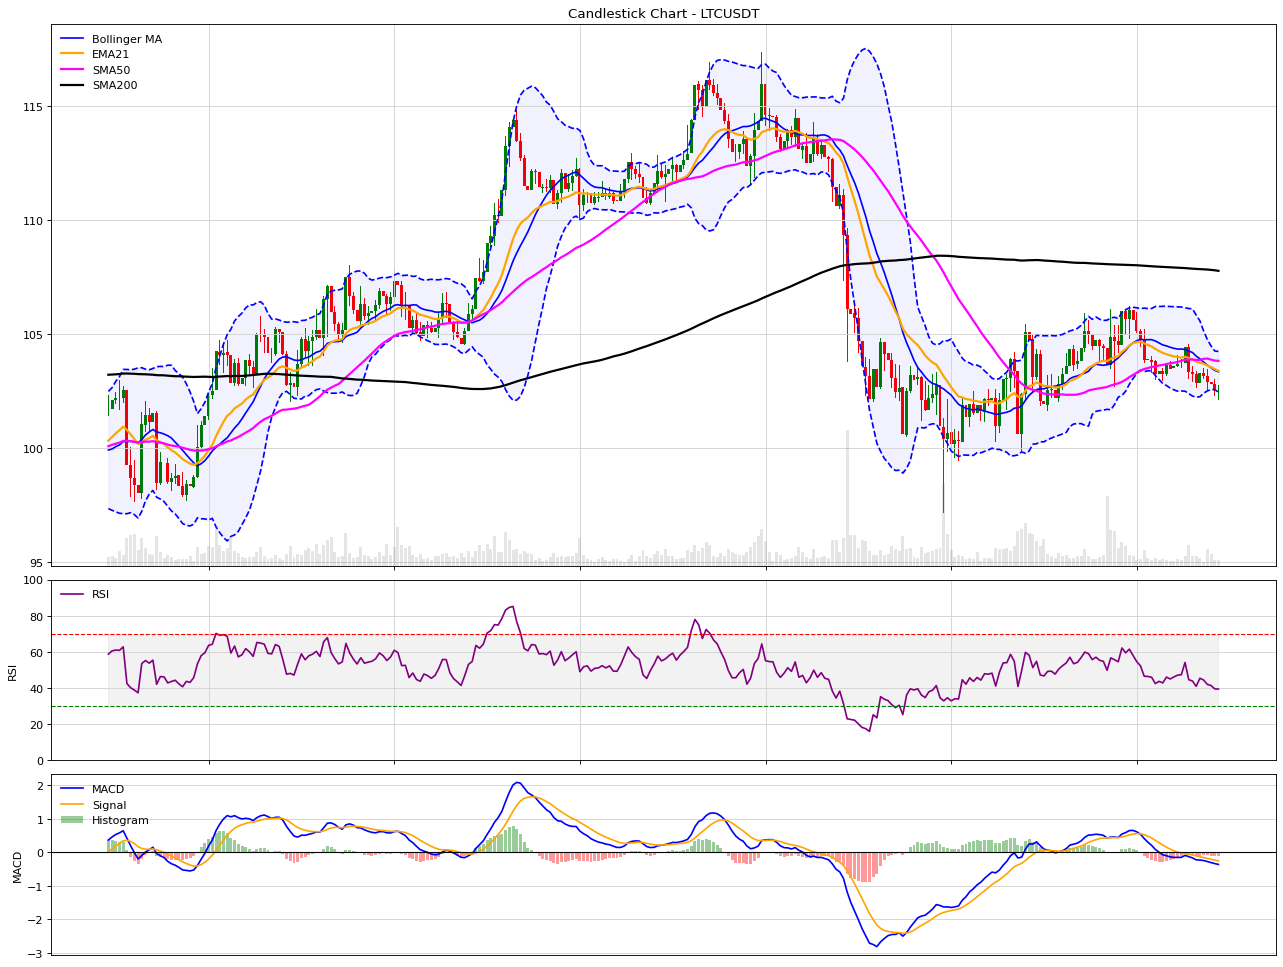 Candlestick Chart - LTCUSDT
Bollinger MA
EMA21
SMA50
SMA200
115
110
105
100
95
100
80
60
40
20
0
RSI
RSI
2
1
0
−1
−2
−3
MACD
MACD
Signal
Histogram